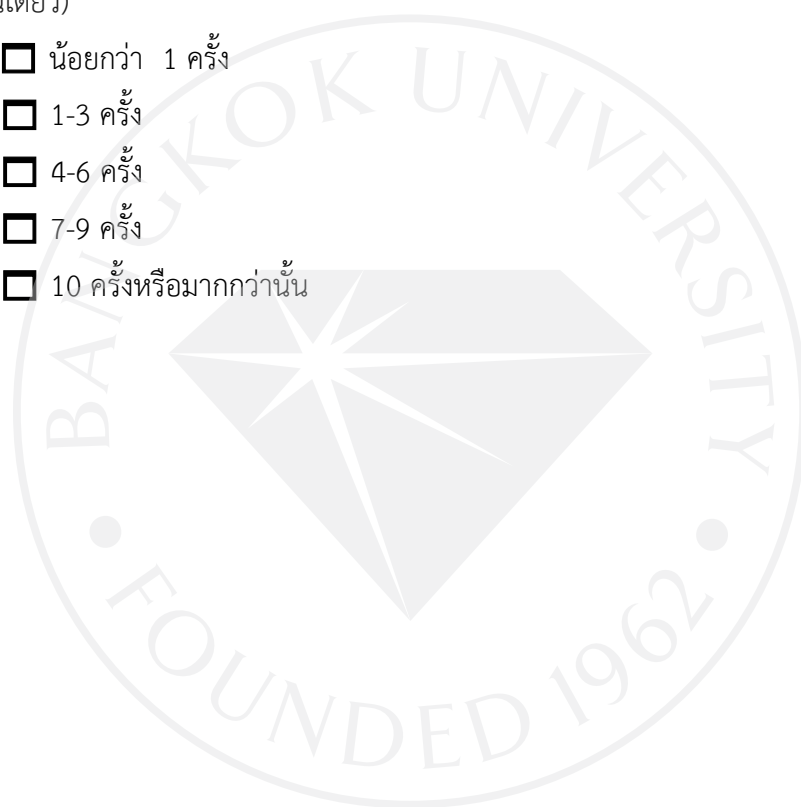 น้อยกว่า 1 ครั้ง
1-3 ครั้ง
4-6 ครั้ง
7-9 ครั้ง
10 ครั้งหรือมากกว่านั้น
BANGKOK UNIVERSITY
FOUNDED 1962